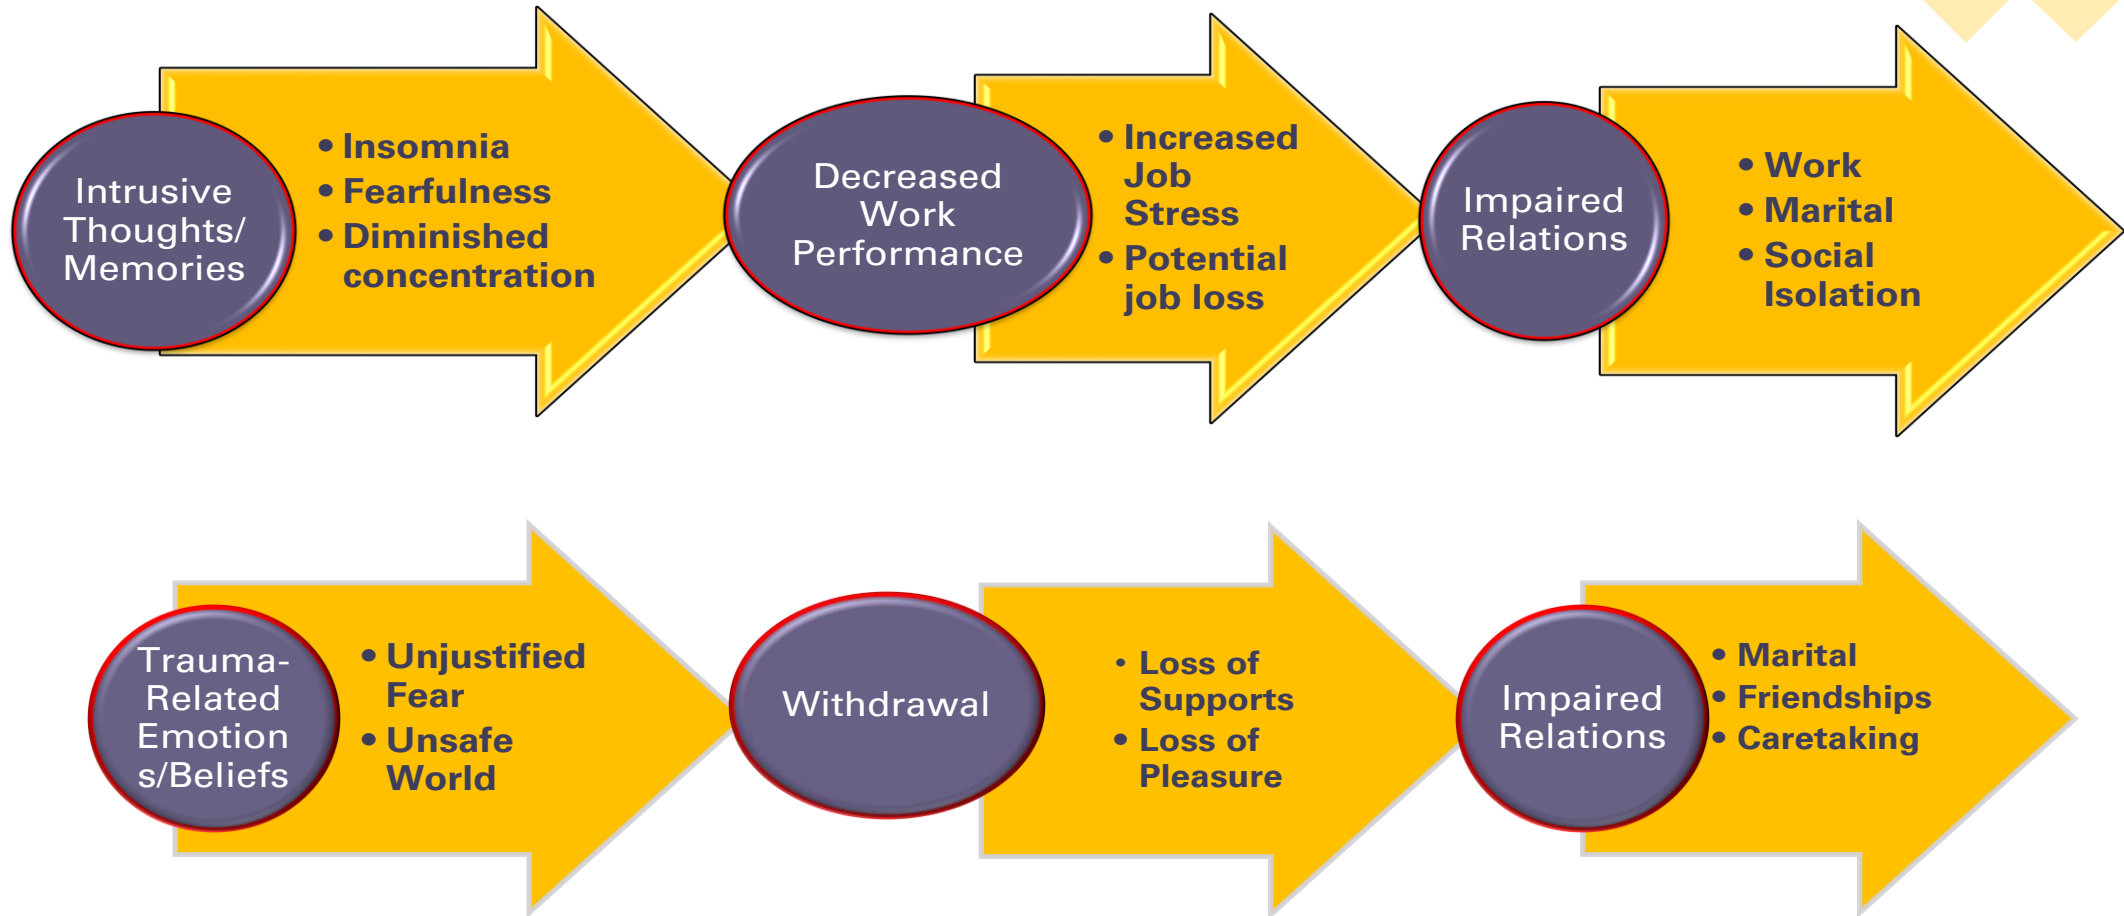 Intrusive
Thoughts/
Memories
• Insomnia
• Fearfulness
• Diminished
concentration
Decreased
Work
Performance
• Increased
Job
Stress
• Potential
job loss
Impaired
Relations
• Work
• Marital
• Social
Isolation
Trauma-
Related
Emotion
s/Beliefs
• Unjustified
Fear
• Unsafe
World
Withdrawal
• Loss of
Supports
• Loss of
Pleasure
Impaired
Relations
• Marital
• Friendships
• Caretaking